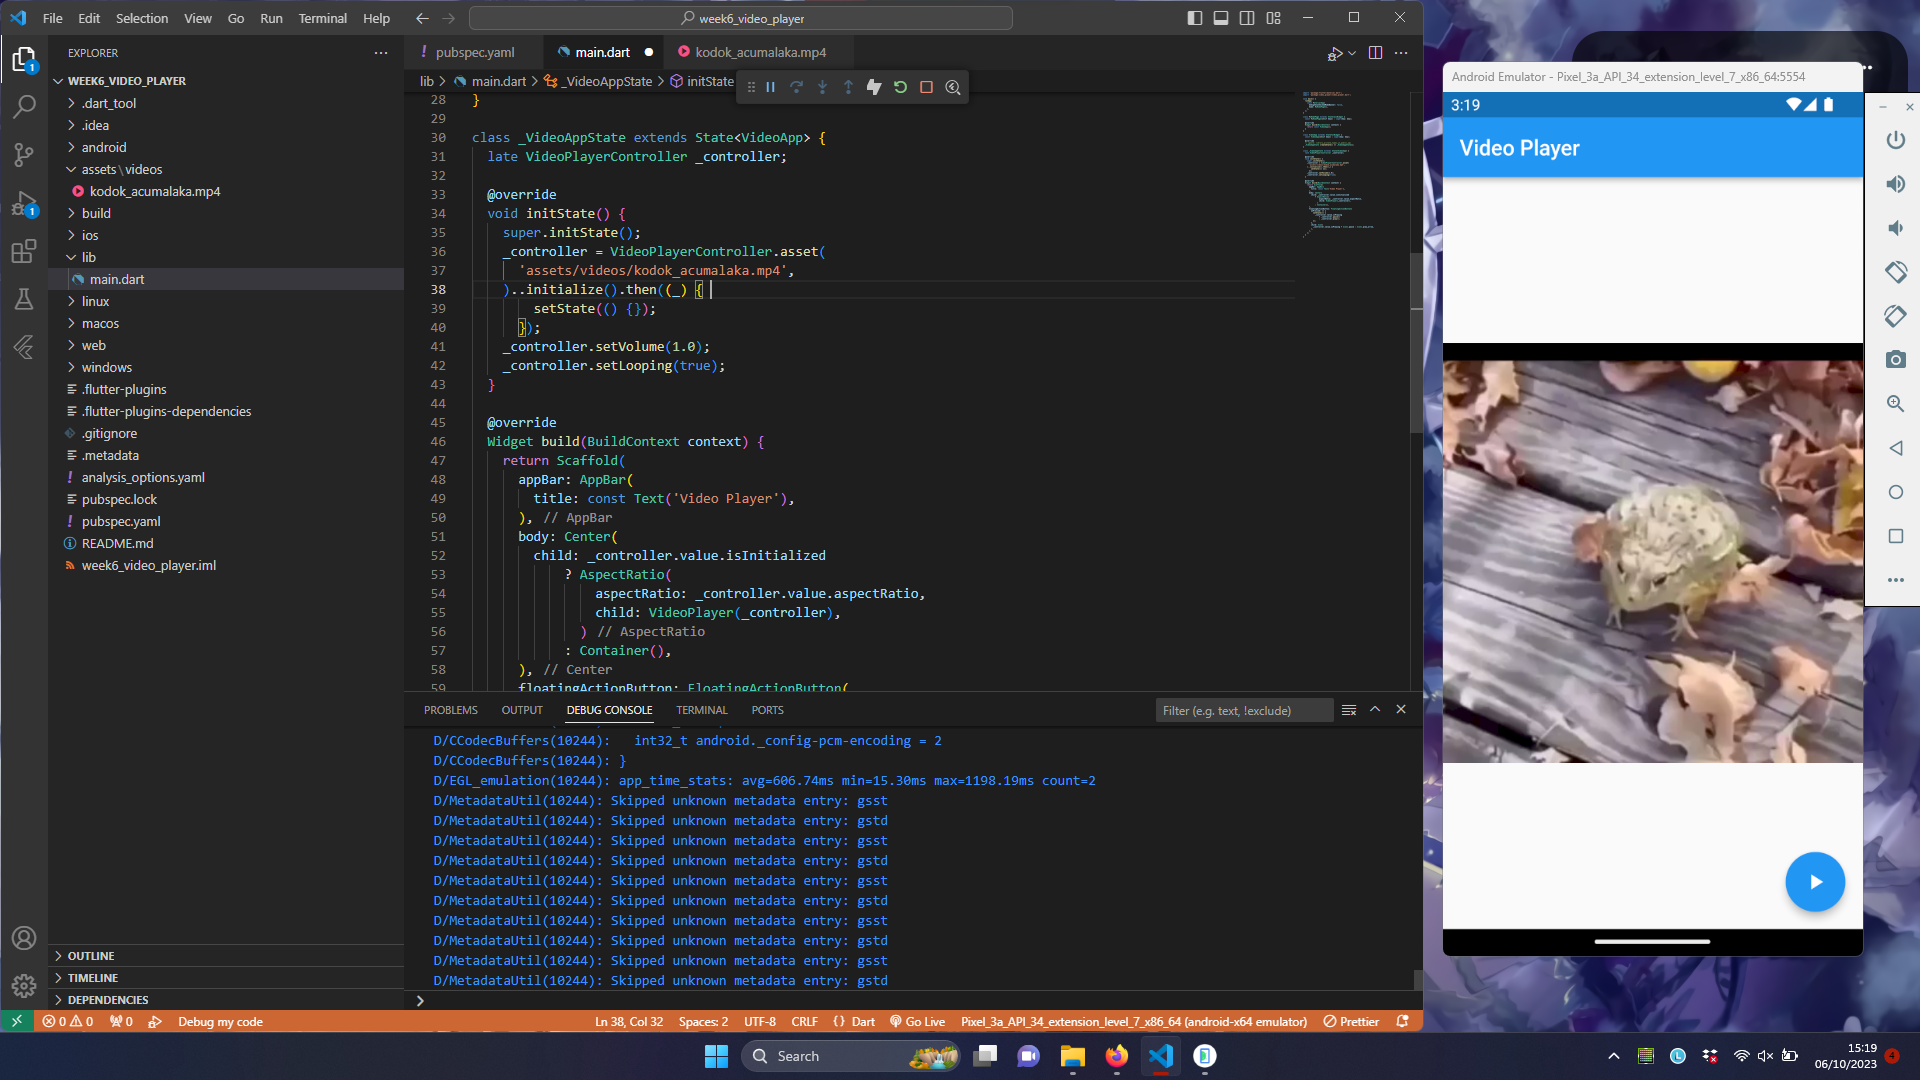 File Edit Selection View Go Run Terminal Help
week6_video_player
EXPLORER
WEEK6_VIDEO_PLAYER
.dart_tool
.idea
android
assets\videos
kodok_acumalaka.mp4
build
ios
lib
main.dart
linux
macos
web
windows
.flutter-plugins
.flutter-plugins-dependencies
.gitignore
.metadata
analysis_options.yaml
pubspec.lock
pubspec.yaml
README.md
week6_video_player.iml
OUTLINE
TIMELINE
DEPENDENCIES
pubspec.yaml main.dart kodok_acumalaka.mp4
lib > main.dart > _VideoAppState > initState
28 }
29
30 class _VideoAppState extends State<VideoApp> {
31 late VideoPlayerController _controller;
32
33 @override
34 void initState() {
35 super.initState();
36 _controller = VideoPlayerController.asset(
37 'assets/videos/kodok_acumalaka.mp4',
38 )..initialize().then((_) {
39 setState(() {});
40 });
41 _controller.setVolume(1.0);
42 _controller.setLooping(true);
43 }
44
45 @override
46 Widget build(BuildContext context) {
47 return Scaffold(
48 appBar: AppBar(
49 title: const Text('Video Player'),
50 ), // AppBar
51 body: Center(
52 child: _controller.value.isInitialized
53 ? AspectRatio(
54 aspectRatio: _controller.value.aspectRatio,
55 child: VideoPlayer(_controller),
56 ) // AspectRatio
57 : Container(),
58 ), // Center
59 floatingActionButton: FloatingActionButton(
PROBLEMS OUTPUT DEBUG CONSOLE TERMINAL PORTS
Filter (e.g. text, !exclude)
D/CCodecBuffers(10244): int32_t android._config-pcm-encoding = 2
D/CCodecBuffers(10244): }
D/EGL_emulation(10244): app_time_stats: avg=606.74ms min=15.30ms max=1198.19ms count=2
D/MetadataUtil(10244): Skipped unknown metadata entry: gsst
D/MetadataUtil(10244): Skipped unknown metadata entry: gstd
D/MetadataUtil(10244): Skipped unknown metadata entry: gsst
D/MetadataUtil(10244): Skipped unknown metadata entry: gstd
D/MetadataUtil(10244): Skipped unknown metadata entry: gsst
D/MetadataUtil(10244): Skipped unknown metadata entry: gstd
D/MetadataUtil(10244): Skipped unknown metadata entry: gsst
D/MetadataUtil(10244): Skipped unknown metadata entry: gstd
D/MetadataUtil(10244): Skipped unknown metadata entry: gsst
D/MetadataUtil(10244): Skipped unknown metadata entry: gstd
0 0 0 Debug my code Ln 38, Col 32 Spaces: 2 UTF-8 CRLF {} Dart Go Live Pixel_3a_API_34_extension_level_7_x86_64 (android-x64 emulator) Prettier
Android Emulator - Pixel_3a_API_34_extension_level_7_x86_64:5554
3:19
Video Player
Search
15:19
06/10/2023
4